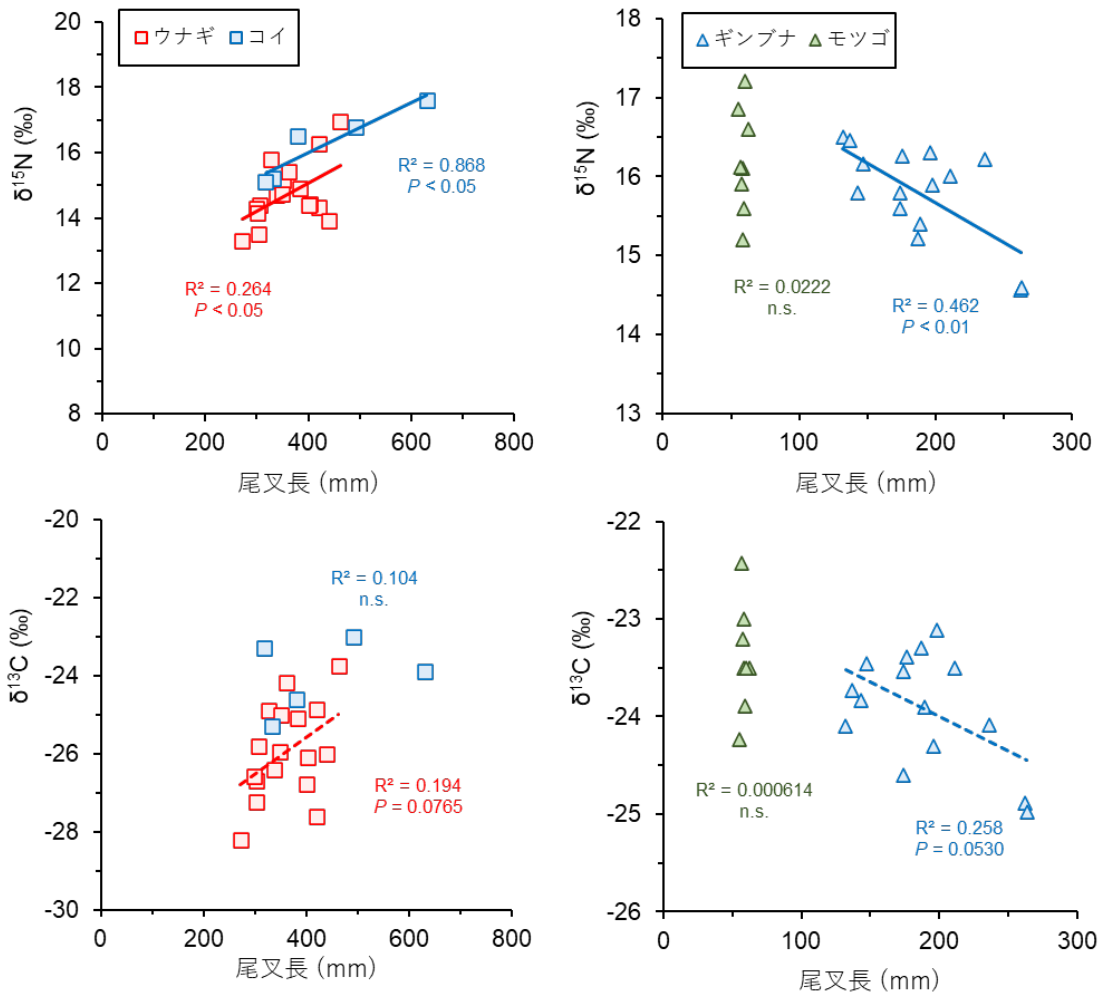 ウナギ コイ
δ¹⁵N (‰)
20
18
16
14
12
10
8
R² = 0.868
P < 0.05
R² = 0.264
P < 0.05
0 200 400 600 800
尾叉長 (mm)
ギンブナ モツゴ
δ¹⁵N (‰)
18
17
16
15
14
13
R² = 0.0222
n.s.
R² = 0.462
P < 0.01
0 100 200 300
尾叉長 (mm)
δ¹³C (‰)
-20
-22
-24
-26
-28
-30
R² = 0.104
n.s.
R² = 0.194
P = 0.0765
0 200 400 600 800
尾叉長 (mm)
δ¹³C (‰)
-22
-23
-24
-25
-26
R² = 0.000614
n.s.
R² = 0.258
P = 0.0530
0 100 200 300
尾叉長 (mm)